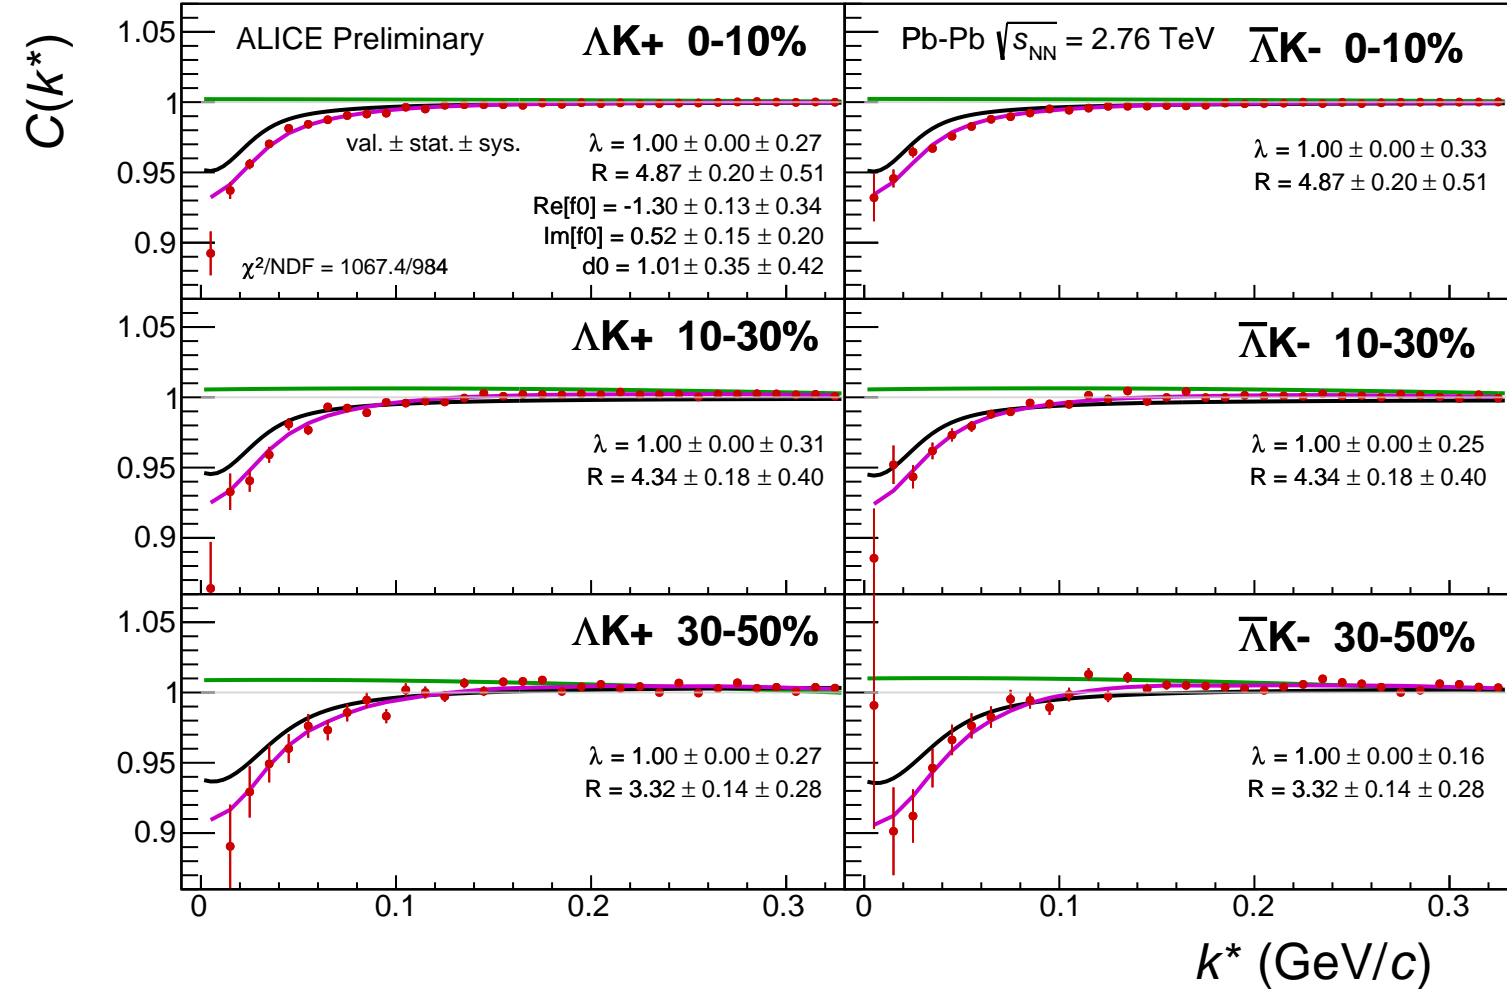 C(k*)
ALICE Preliminary
ΛK+ 0-10%
val. ± stat. ± sys.
λ = 1.00 ± 0.00 ± 0.27
R = 4.87 ± 0.20 ± 0.51
Re[f0] = -1.30 ± 0.13 ± 0.34
Im[f0] = 0.52 ± 0.15 ± 0.20
χ²/NDF = 1067.4/984
d0 = 1.01 ± 0.35 ± 0.42
1.05
1
0.95
0.9
Pb-Pb √s_NN = 2.76 TeV
Λ̅K- 0-10%
λ = 1.00 ± 0.00 ± 0.33
R = 4.87 ± 0.20 ± 0.51
ΛK+ 10-30%
λ = 1.00 ± 0.00 ± 0.31
R = 4.34 ± 0.18 ± 0.40
1.05
1
0.95
0.9
Λ̅K- 10-30%
λ = 1.00 ± 0.00 ± 0.25
R = 4.34 ± 0.18 ± 0.40
ΛK+ 30-50%
λ = 1.00 ± 0.00 ± 0.27
R = 3.32 ± 0.14 ± 0.28
1.05
1
0.95
0.9
Λ̅K- 30-50%
λ = 1.00 ± 0.00 ± 0.16
R = 3.32 ± 0.14 ± 0.28
0 0.1 0.2 0.3
0 0.1 0.2 0.3
k* (GeV/c)